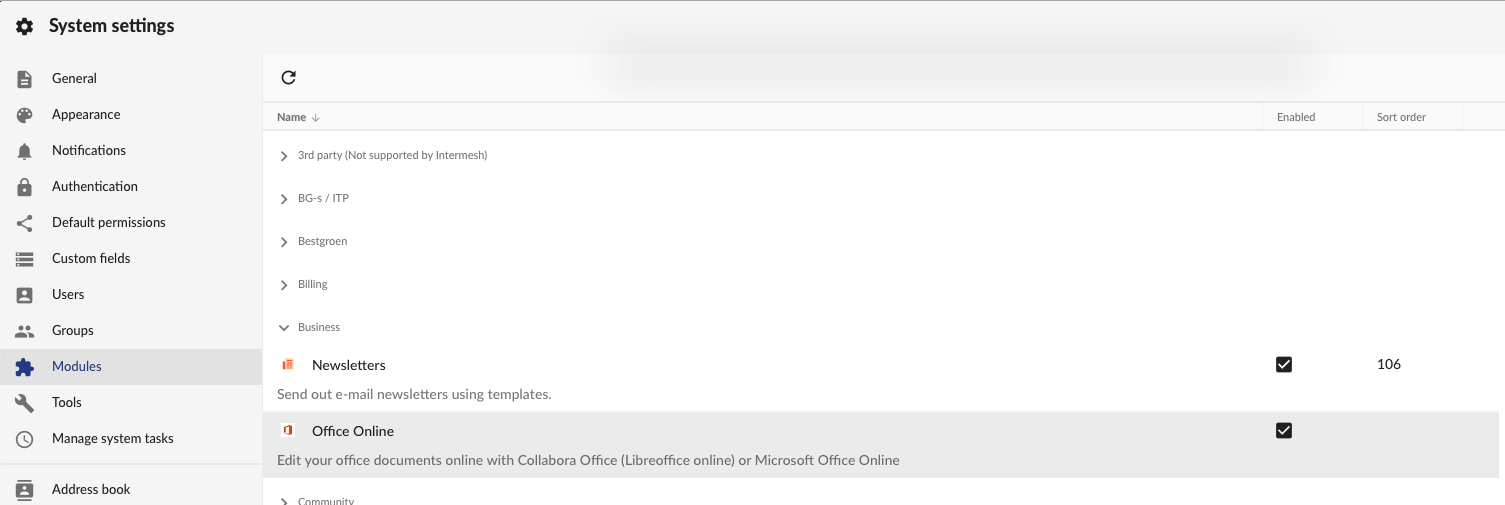 System settings
General
Appearance
Notifications
Authentication
Default permissions
Custom fields
Users
Groups
Modules
Tools
Manage system tasks
Address book
Name Enabled Sort order
3rd party (Not supported by Intermesh)
BG-s / ITP
Bestgroen
Billing
Business
Newsletters 106
Send out e-mail newsletters using templates.
Office Online
Edit your office documents online with Collabora Office (Libreoffice online) or Microsoft Office Online
Community